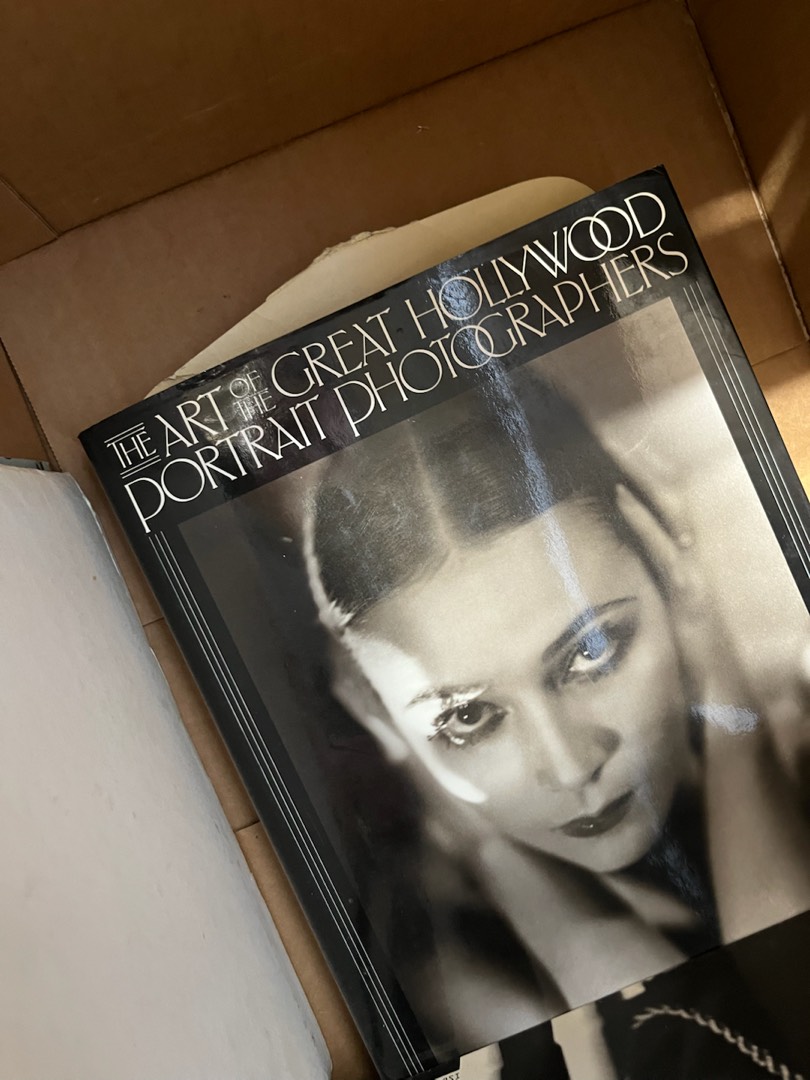 THE ART OF THE GREAT HOLLYWOOD
PORTRAIT PHOTOGRAPHERS